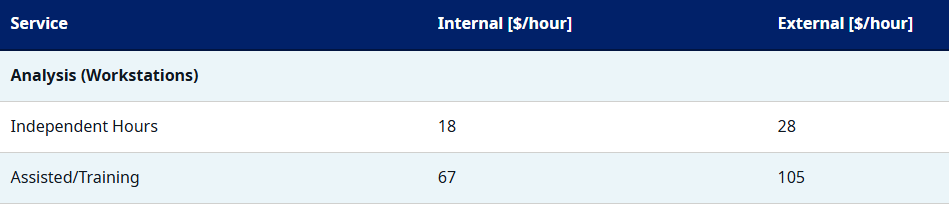 Service Internal [$/hour] External [$/hour]
Analysis (Workstations)
Independent Hours 18 28
Assisted/Training 67 105